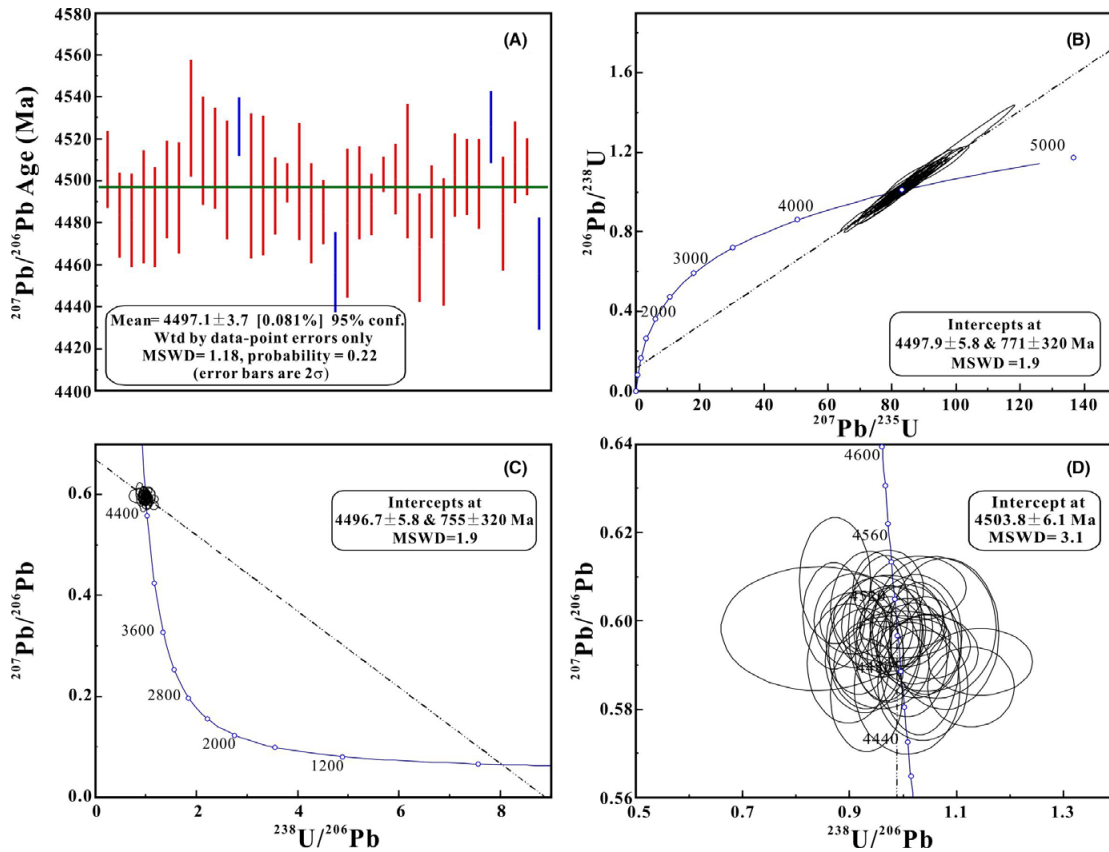 (A)
4580
4560
4540
4520
4500
4480
4460
4440
4420
4400
²⁰⁷Pb/²⁰⁶Pb Age (Ma)
Mean= 4497.1±3.7 [0.081%] 95% conf.
Wtd by data-point errors only
MSWD= 1.18, probability = 0.22
(error bars are 2σ)
(B)
1.6
1.2
0.8
0.4
0.0
²⁰⁶Pb/²³⁸U
5000
4000
3000
2000
Intercepts at
4497.9±5.8 & 771±320 Ma
MSWD =1.9
0 20 40 60 80 100 120 140
²⁰⁷Pb/²³⁵U
(C)
0.6
0.4
0.2
0.0
²⁰⁷Pb/²⁰⁶Pb
4400
3600
2800
2000
1200
Intercepts at
4496.7±5.8 & 755±320 Ma
MSWD=1.9
0 2 4 6 8
²³⁸U/²⁰⁶Pb
(D)
0.64
0.62
0.60
0.58
0.56
²⁰⁷Pb/²⁰⁶Pb
4600
4560
4520
4480
4440
Intercept at
4503.8±6.1 Ma
MSWD= 3.1
0.5 0.7 0.9 1.1 1.3
²³⁸U/²⁰⁶Pb